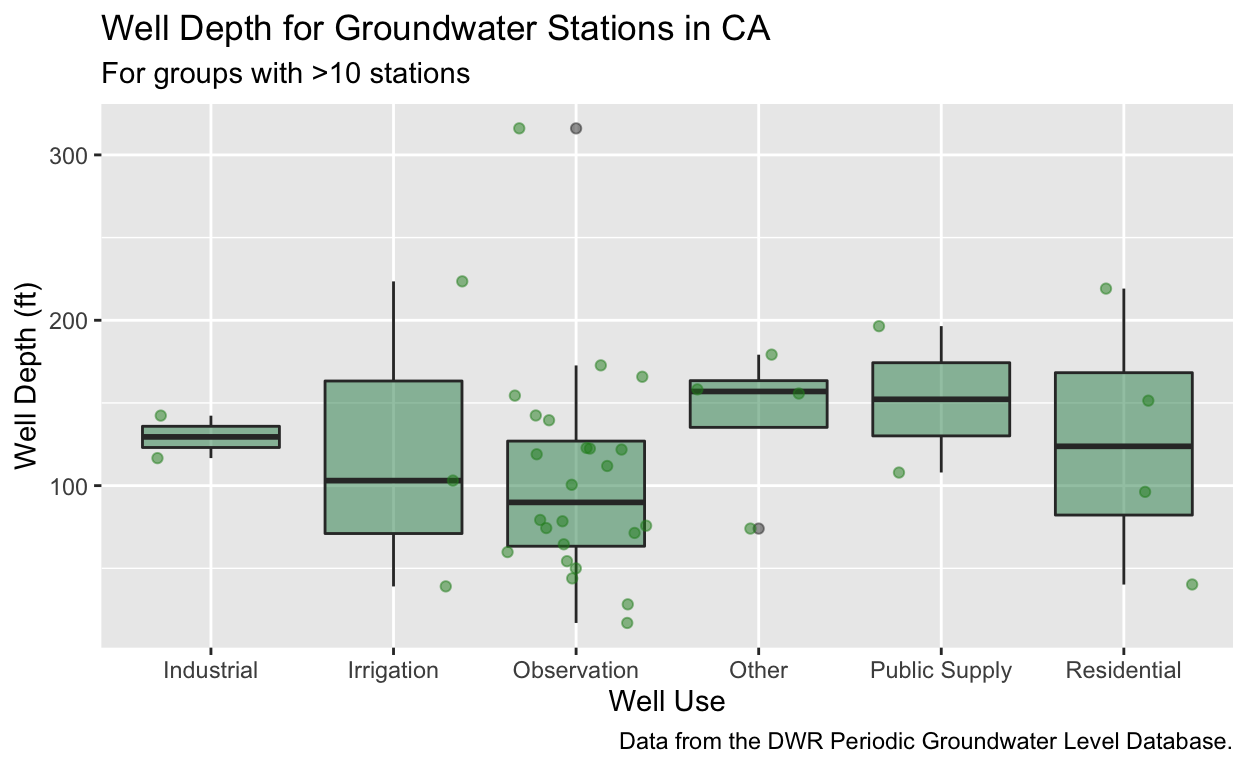 Well Depth for Groundwater Stations in CA
For groups with >10 stations
Well Depth (ft)
300
200
100
Industrial
Irrigation
Observation
Other
Public Supply
Residential
Well Use
Data from the DWR Periodic Groundwater Level Database.